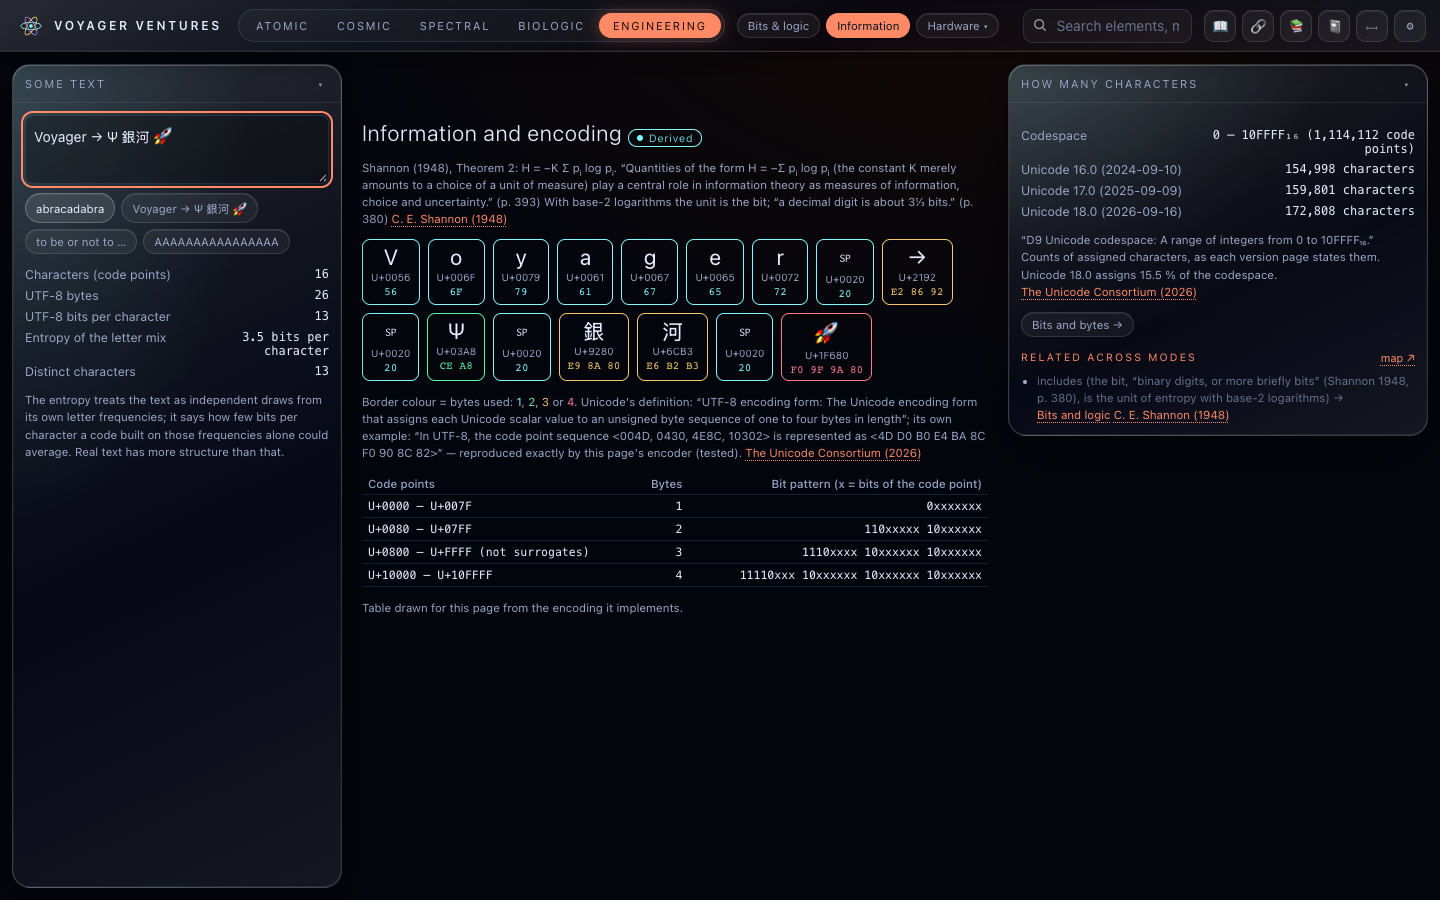 VOYAGER VENTURES
ATOMIC COSMIC SPECTRAL BIOLOGIC ENGINEERING
Bits & logic Information Hardware
Search elements, n
SOME TEXT
Voyager → Ψ 銀河 🚀
abracadabra Voyager → Ψ 銀河 🚀
to be or not to ... AAAAAAAAAAAAAAAA
Characters (code points) 16
UTF-8 bytes 26
UTF-8 bits per character 13
Entropy of the letter mix 3.5 bits per
character
Distinct characters 13
The entropy treats the text as independent draws from
its own letter frequencies; it says how few bits per
character a code built on those frequencies alone could
average. Real text has more structure than that.
Information and encoding Derived
Shannon (1948), Theorem 2: H = −K Σ pᵢ log pᵢ. “Quantities of the form H = −Σ pᵢ log pᵢ (the constant K merely
amounts to a choice of a unit of measure) play a central role in information theory as measures of information,
choice and uncertainty.” (p. 393) With base-2 logarithms the unit is the bit; “a decimal digit is about 3⅓ bits.” (p.
380) C. E. Shannon (1948)
V o y a g e r SP →
U+0056 U+006F U+0079 U+0061 U+0067 U+0065 U+0072 U+0020 U+2192
56 6F 79 61 67 65 72 20 E2 86 92
SP Ψ SP 銀 河 SP 🚀
U+0020 U+03A8 U+0020 U+9280 U+6CB3 U+0020 U+1F680
20 CE A8 20 E9 8A 80 E6 B2 B3 20 F0 9F 9A 80
Border colour = bytes used: 1, 2, 3 or 4. Unicode's definition: “UTF-8 encoding form: The Unicode encoding form
that assigns each Unicode scalar value to an unsigned byte sequence of one to four bytes in length”; its own
example: “In UTF-8, the code point sequence <004D, 0430, 4E8C, 10302> is represented as <4D D0 B0 E4 BA 8C
F0 90 8C 82>” — reproduced exactly by this page's encoder (tested). The Unicode Consortium (2026)
Code points Bytes Bit pattern (x = bits of the code point)
U+0000 – U+007F 1 0xxxxxxx
U+0080 – U+07FF 2 110xxxxx 10xxxxxx
U+0800 – U+FFFF (not surrogates) 3 1110xxxx 10xxxxxx 10xxxxxx
U+10000 – U+10FFFF 4 11110xxx 10xxxxxx 10xxxxxx 10xxxxxx
Table drawn for this page from the encoding it implements.
HOW MANY CHARACTERS
Codespace 0 – 10FFFF₁₆ (1,114,112 code
points)
Unicode 16.0 (2024-09-10) 154,998 characters
Unicode 17.0 (2025-09-09) 159,801 characters
Unicode 18.0 (2026-09-16) 172,808 characters
“D9 Unicode codespace: A range of integers from 0 to 10FFFF₁₆.”
Counts of assigned characters, as each version page states them.
Unicode 18.0 assigns 15.5 % of the codespace.
The Unicode Consortium (2026)
Bits and bytes →
RELATED ACROSS MODES map ↗
• includes (the bit, “binary digits, or more briefly bits” (Shannon 1948,
p. 380), is the unit of entropy with base-2 logarithms) →
Bits and logic C. E. Shannon (1948)